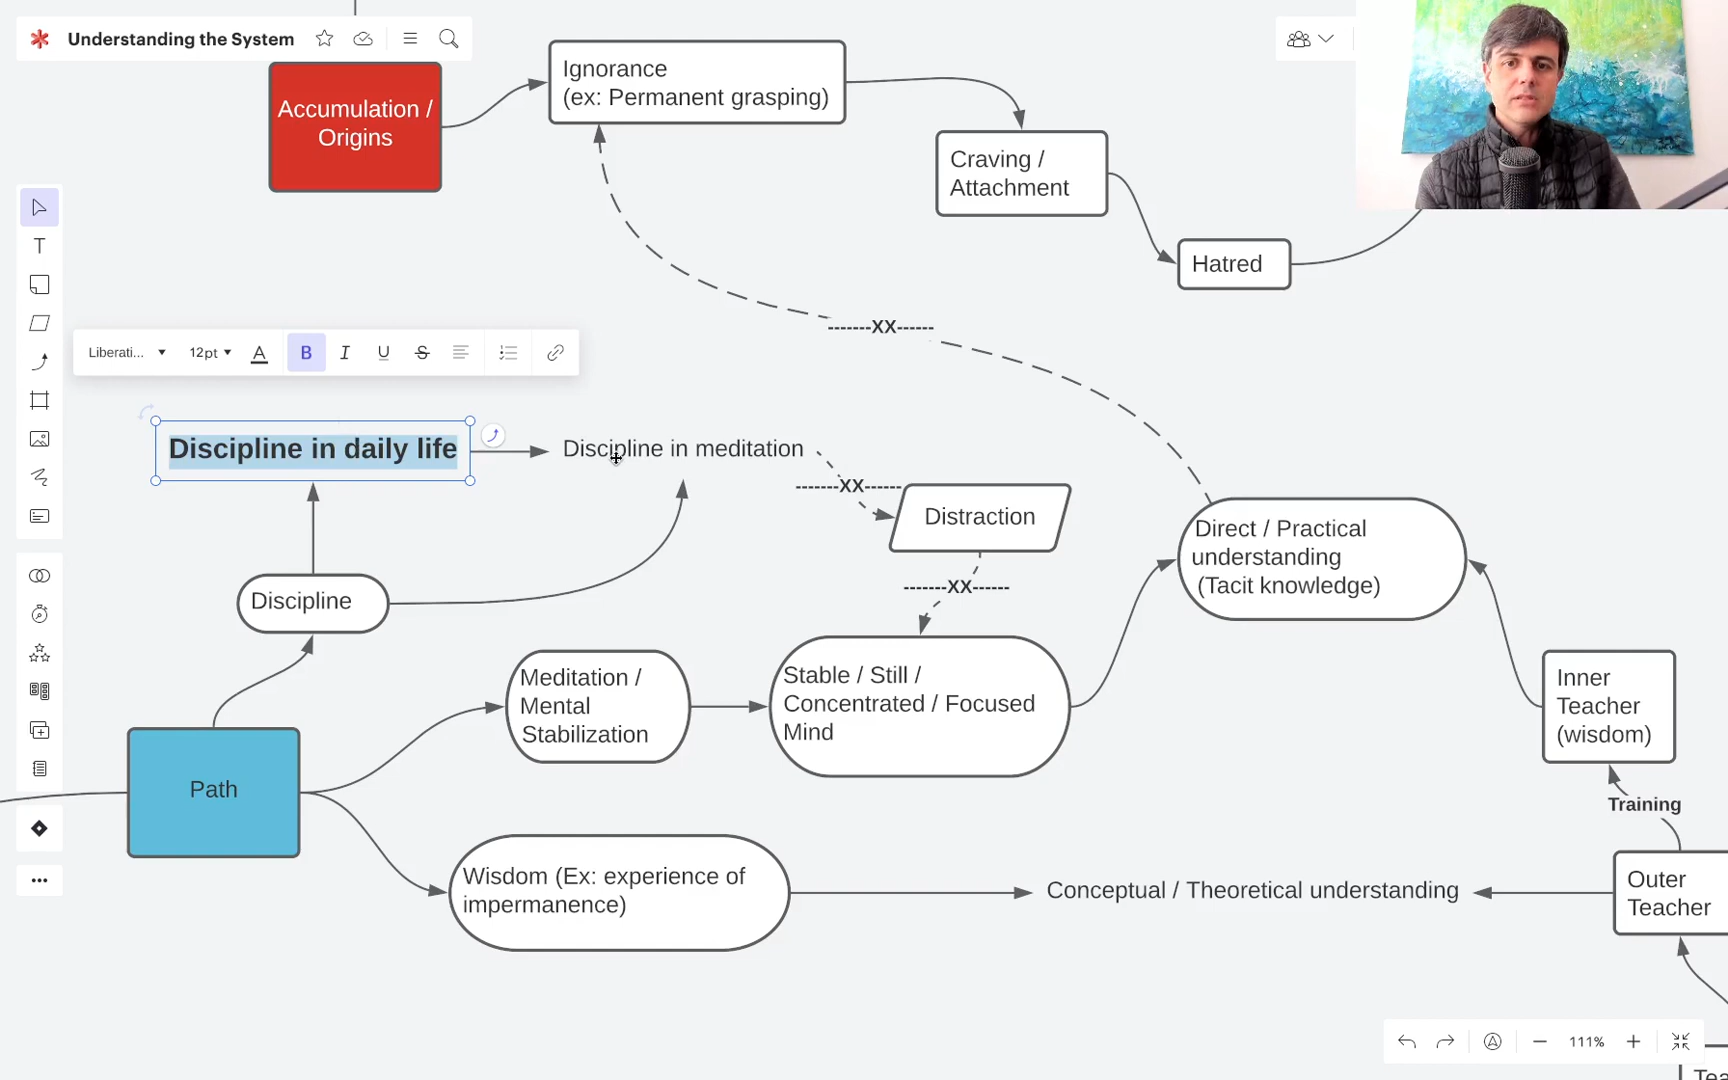 Understanding the System
Accumulation /
Origins
Ignorance
(ex: Permanent grasping)
Craving /
Attachment
Hatred
-------XX------
Liberati...
12pt
A
B
I
U
S
T
Discipline in daily life
Discipline in meditation
-------XX------
Distraction
-------XX------
Direct / Practical
understanding
(Tacit knowledge)
Discipline
Meditation /
Mental
Stabilization
Stable / Still /
Concentrated / Focused
Mind
Inner
Teacher
(wisdom)
Path
Training
Wisdom (Ex: experience of
impermanence)
Conceptual / Theoretical understanding
Outer
Teacher
111%